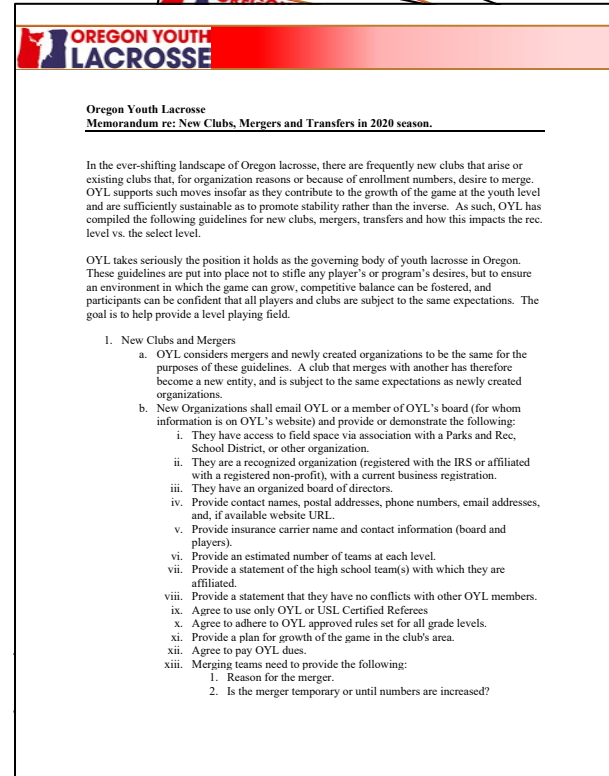 OREGON YOUTH
LACROSSE
Oregon Youth Lacrosse
Memorandum re: New Clubs, Mergers and Transfers in 2020 season.
In the ever-shifting landscape of Oregon lacrosse, there are frequently new clubs that arise or
existing clubs that, for organization reasons or because of enrollment numbers, desire to merge.
OYL supports such moves insofar as they contribute to the growth of the game at the youth level
and are sufficiently sustainable as to promote stability rather than the inverse. As such, OYL has
compiled the following guidelines for new clubs, mergers, transfers and how this impacts the rec.
level vs. the select level.
OYL takes seriously the position it holds as the governing body of youth lacrosse in Oregon.
These guidelines are put into place not to stifle any player's or program's desires, but to ensure
an environment in which the game can grow, competitive balance can be fostered, and
participants can be confident that all players and clubs are subject to the same expectations. The
goal is to help provide a level playing field.
1. New Clubs and Mergers
a. OYL considers mergers and newly created organizations to be the same for the
purposes of these guidelines. A club that merges with another has therefore
become a new entity, and is subject to the same expectations as newly created
organizations.
b. New Organizations shall email OYL or a member of OYL's board (for whom
information is on OYL's website) and provide or demonstrate the following:
i. They have access to field space via association with a Parks and Rec,
School District, or other organization.
ii. They are a recognized organization (registered with the IRS or affiliated
with a registered non-profit), with a current business registration.
iii. They have an organized board of directors.
iv. Provide contact names, postal addresses, phone numbers, email addresses,
and, if available website URL.
v. Provide insurance carrier name and contact information (board and
players).
vi. Provide an estimated number of teams at each level.
vii. Provide a statement of the high school team(s) with which they are
affiliated.
viii. Provide a statement that they have no conflicts with other OYL members.
ix. Agree to use only OYL or USL Certified Referees
x. Agree to adhere to OYL approved rules set for all grade levels.
xi. Provide a plan for growth of the game in the club's area.
xii. Agree to pay OYL dues.
xiii. Merging teams need to provide the following:
1. Reason for the merger.
2. Is the merger temporary or until numbers are increased?